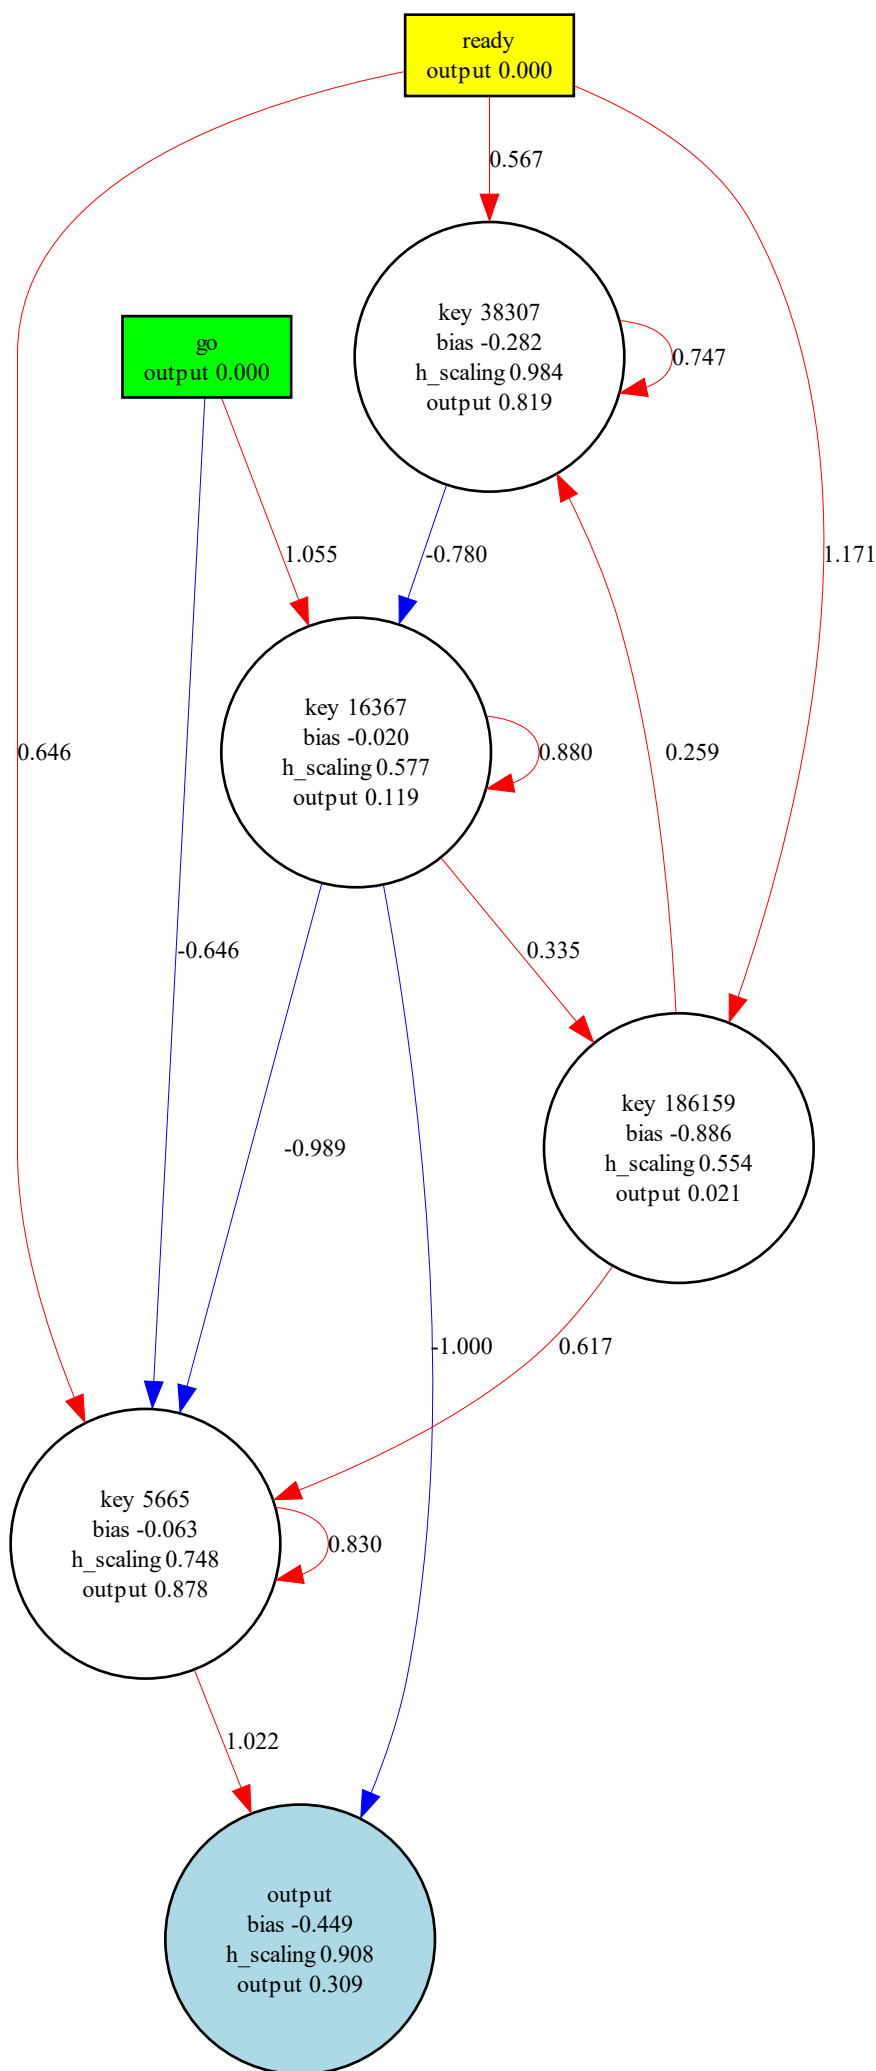 ready
output 0.000
0.567
go
output 0.000
key 38307
bias -0.282
h_scaling 0.984
output 0.819
0.747
1.055
-0.780
1.171
key 16367
bias -0.020
h_scaling 0.577
output 0.119
0.646
0.880
0.259
-0.646
0.335
key 186159
bias -0.886
h_scaling 0.554
output 0.021
-0.989
-1.000
0.617
key 5665
bias -0.063
h_scaling 0.748
output 0.878
0.830
1.022
output
bias -0.449
h_scaling 0.908
output 0.309